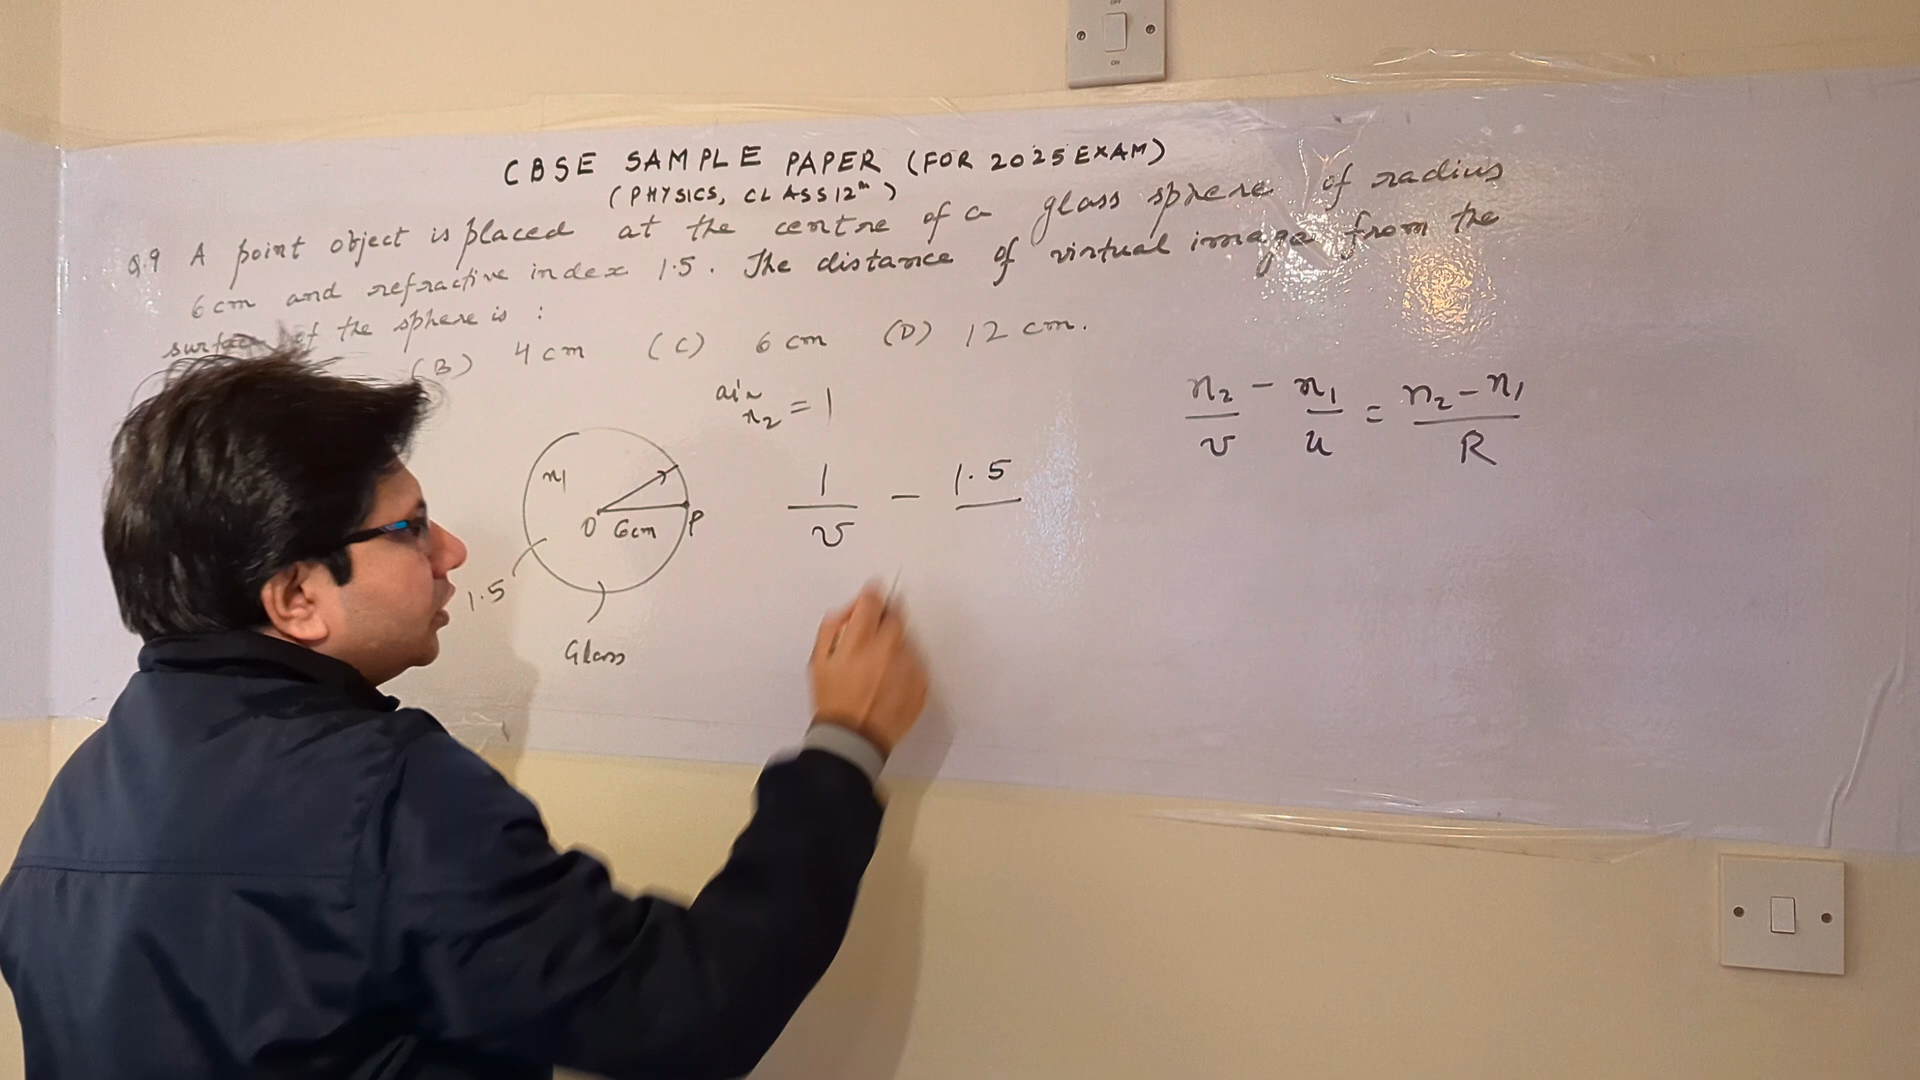 OFF
ON
CBSE SAMPLE PAPER (FOR 2025 EXAM)
(PHYSICS, CLASS 12th)
Q.9 A point object is placed at the centre of a glass sphere of radius
6cm and refractive index 1.5. The distance of virtual image from the
surface of the sphere is :
(B) 4 cm (C) 6 cm (D) 12 cm.
air
n2 = 1
n2/v - n1/u = n2-n1/R
n1
O 6cm P
1.5
Glass
1/v - 1.5